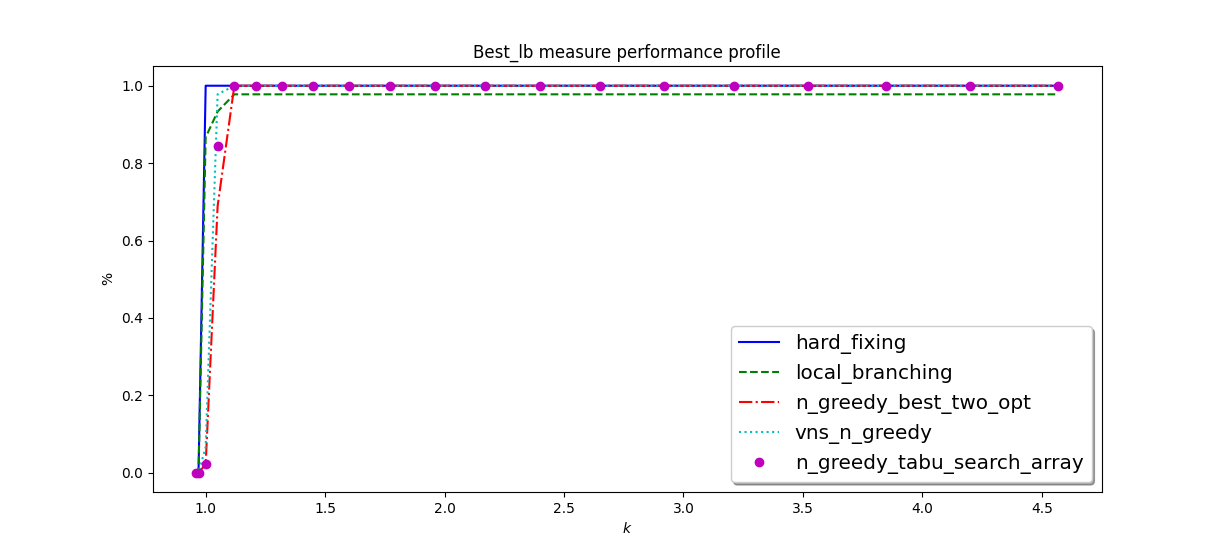 Best_lb measure performance profile
1.0
0.8
0.6
0.4
0.2
0.0
%
hard_fixing
local_branching
n_greedy_best_two_opt
vns_n_greedy
n_greedy_tabu_search_array
1.0 1.5 2.0 2.5 3.0 3.5 4.0 4.5
k